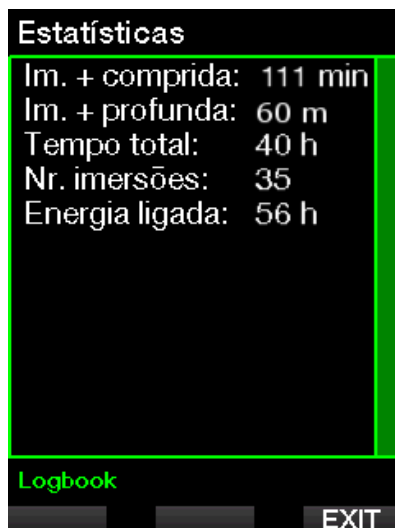 Estatísticas
Im. + comprida: 111 min
Im. + profunda: 60 m
Tempo total: 40 h
Nr. imersões: 35
Energia ligada: 56 h
Logbook
EXIT